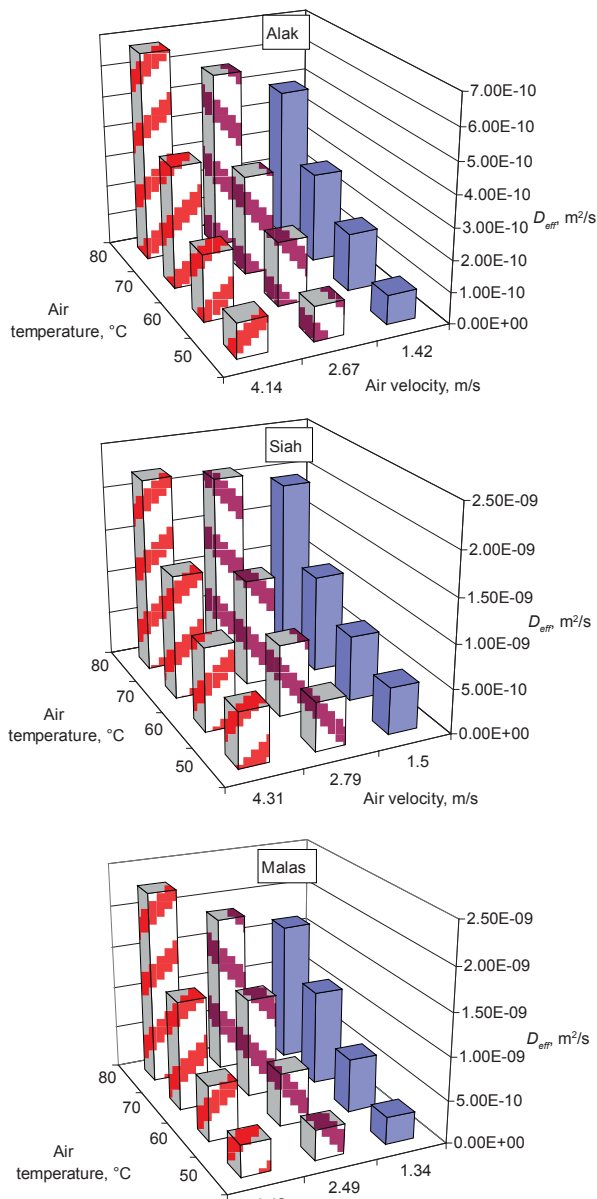 Alak
7.00E-10
6.00E-10
5.00E-10
4.00E-10
3.00E-10
Deff, m²/s
2.00E-10
1.00E-10
0.00E+00
80
70
60
50
Air
temperature, °C
4.14
2.67
1.42
Air velocity, m/s
Siah
2.50E-09
2.00E-09
1.50E-09
Deff, m²/s
1.00E-09
5.00E-10
0.00E+00
80
70
60
50
Air
temperature, °C
4.31
2.79
1.5
Air velocity, m/s
Malas
2.50E-09
2.00E-09
1.50E-09
Deff, m²/s
1.00E-09
5.00E-10
0.00E+00
80
70
60
50
Air
temperature, °C
2.49
1.34